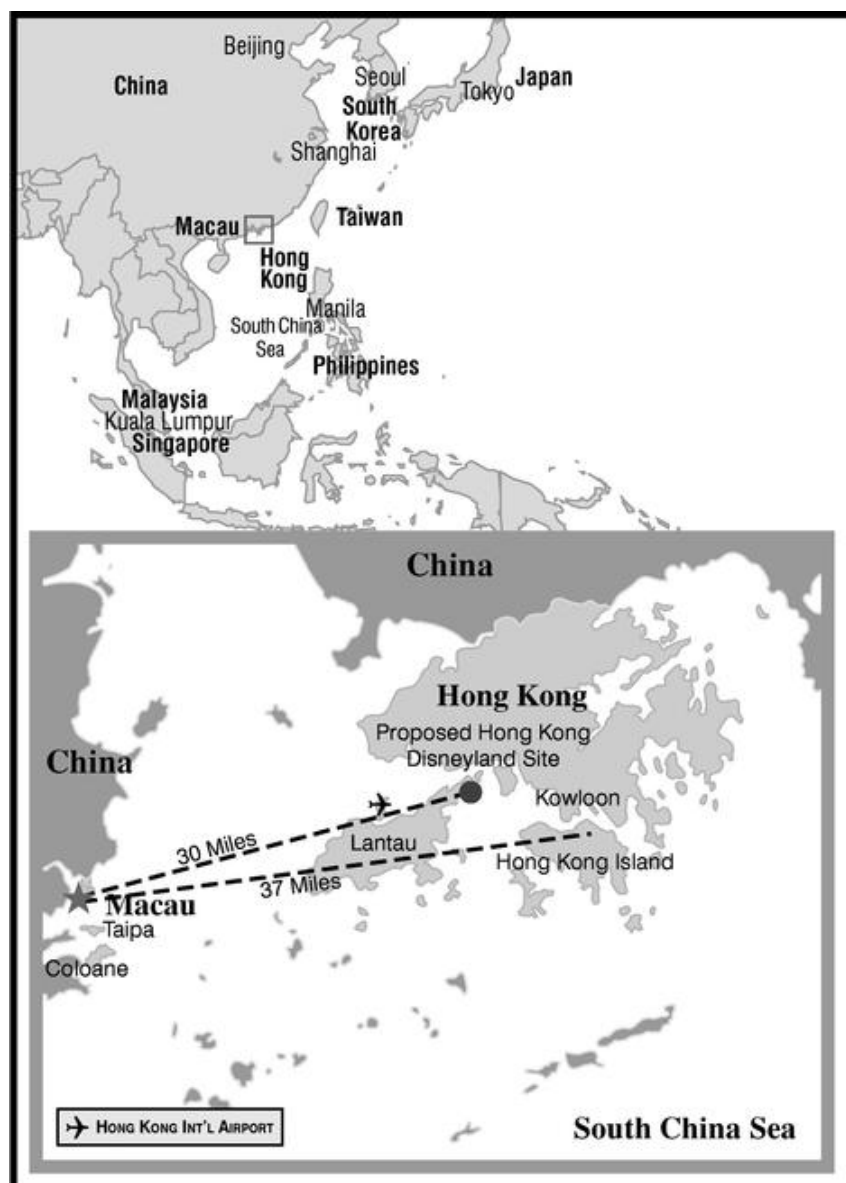 Beijing
China
Seoul
Japan
Tokyo
South
Korea
Shanghai
Macau
Taiwan
Hong
Kong
Manila
South China
Sea
Philippines
Malaysia
Kuala Lumpur
Singapore
China
Hong Kong
Proposed Hong Kong
Disneyland Site
China
Kowloon
30 Miles
Lantau
Hong Kong Island
37 Miles
Macau
Taipa
Coloane
HONG KONG INT'L AIRPORT
South China Sea